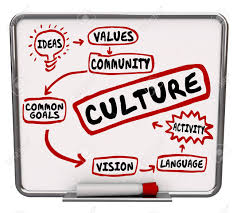 IDEAS
VALUES
COMMUNITY
COMMON
GOALS
CULTURE
ACTIVITY
VISION
LANGUAGE